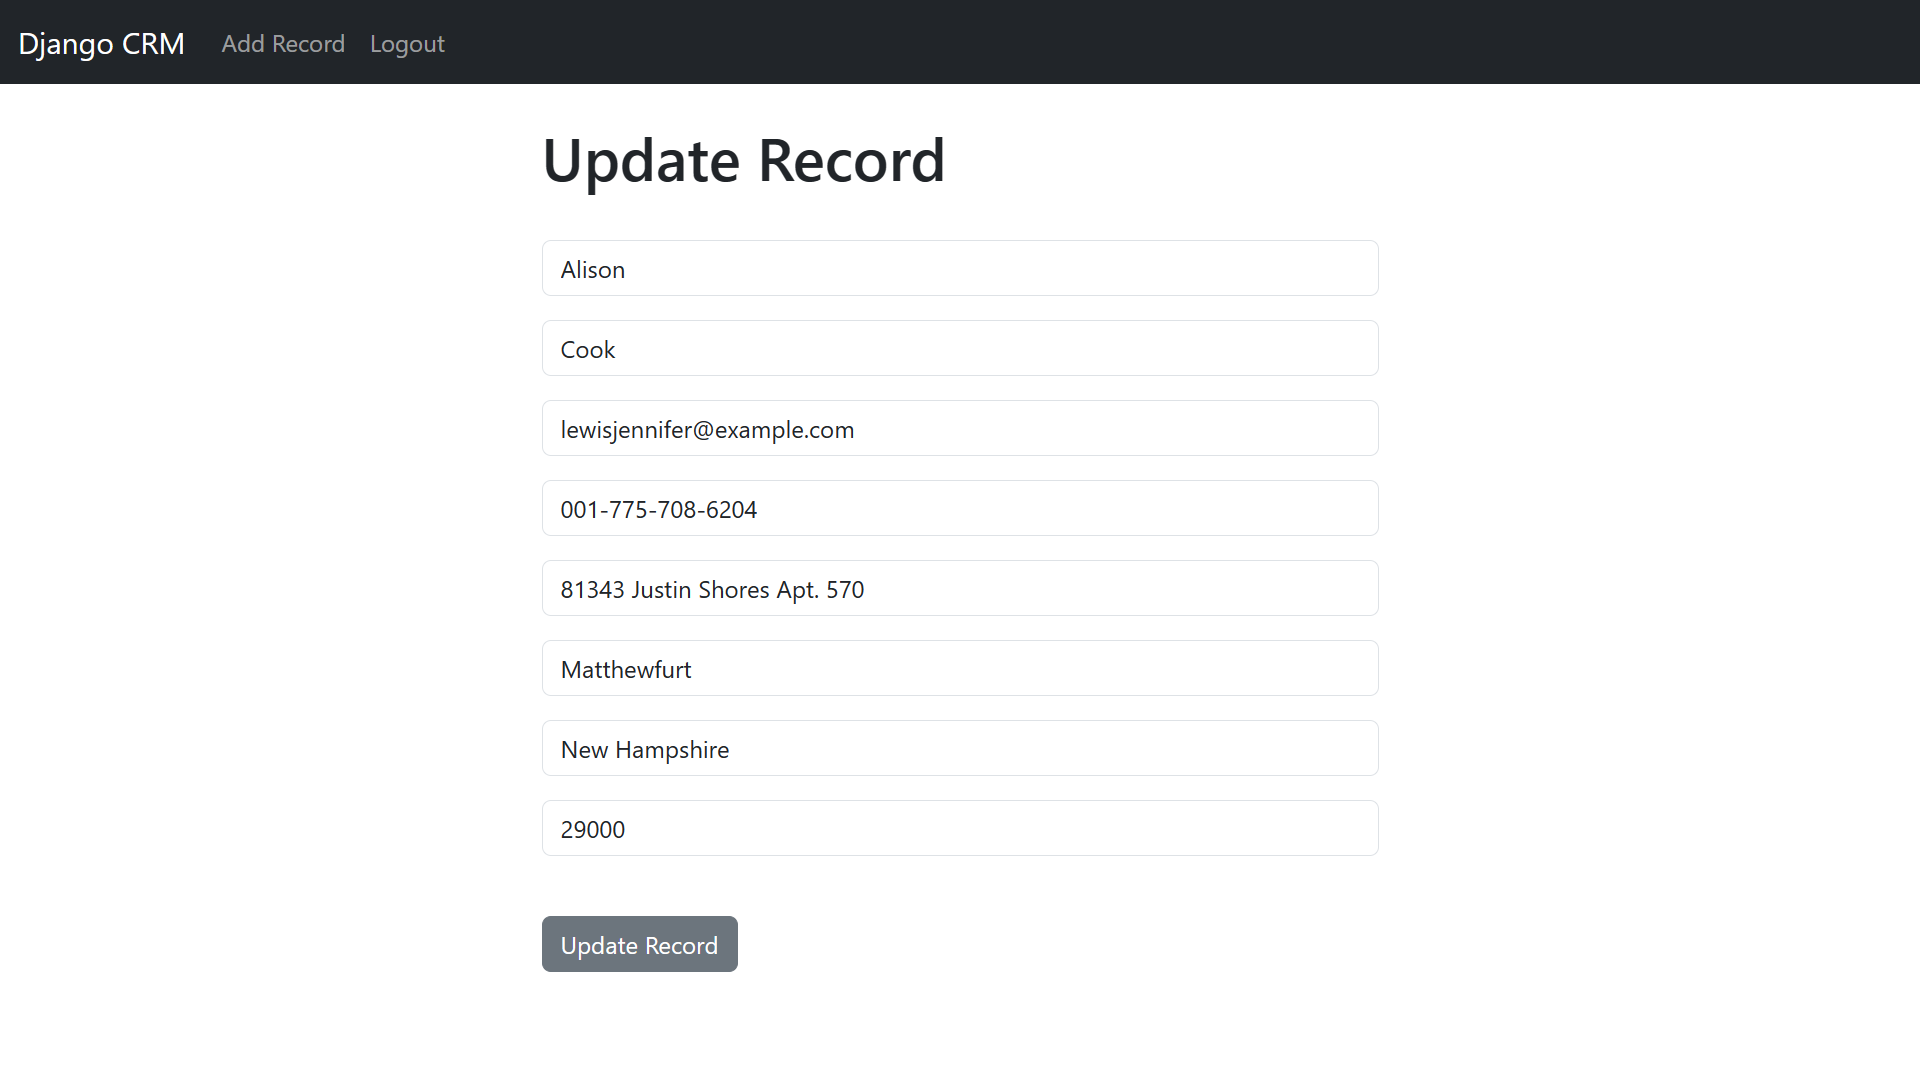 Django CRM Add Record Logout
Update Record
Alison
Cook
lewisjennifer@example.com
001-775-708-6204
81343 Justin Shores Apt. 570
Matthewfurt
New Hampshire
29000
Update Record